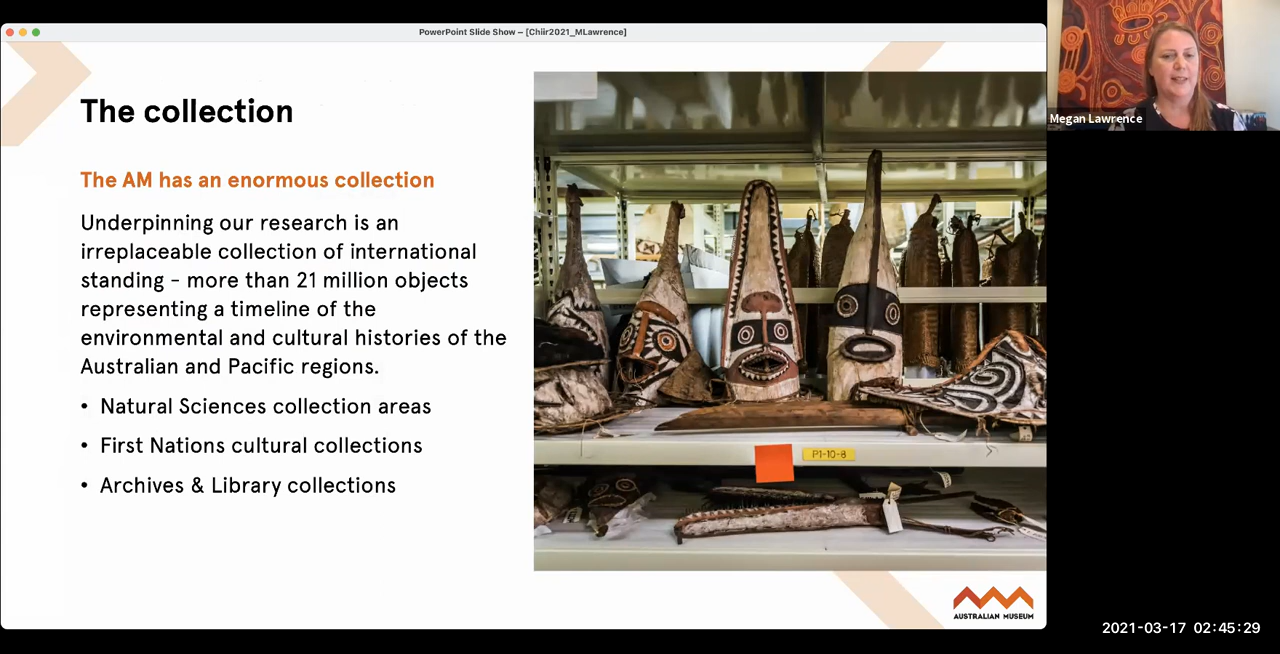 PowerPoint Slide Show – [Chiir2021_MLawrence]
The collection
The AM has an enormous collection
Underpinning our research is an
irreplaceable collection of international
standing – more than 21 million objects
representing a timeline of the
environmental and cultural histories of the
Australian and Pacific regions.
• Natural Sciences collection areas
• First Nations cultural collections
• Archives & Library collections
P1-10-8
AUSTRALIAN MUSEUM
Megan Lawrence
2021-03-17 02:45:29